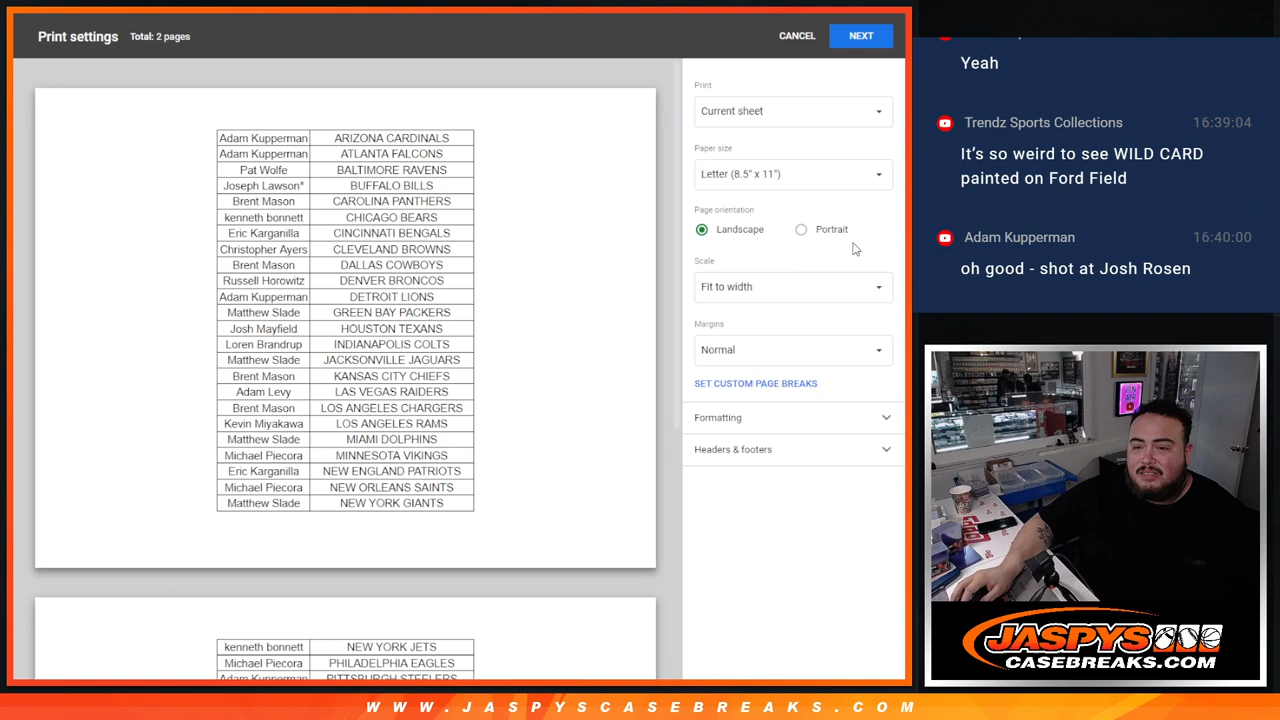 Print settings Total: 2 pages
CANCEL NEXT
Adam Kupperman ARIZONA CARDINALS
Adam Kupperman ATLANTA FALCONS
Pat Wolfe BALTIMORE RAVENS
Joseph Lawson* BUFFALO BILLS
Brent Mason CAROLINA PANTHERS
kenneth bonnett CHICAGO BEARS
Eric Karganilla CINCINNATI BENGALS
Christopher Ayers CLEVELAND BROWNS
Brent Mason DALLAS COWBOYS
Russell Horowitz DENVER BRONCOS
Adam Kupperman DETROIT LIONS
Matthew Slade GREEN BAY PACKERS
Josh Mayfield HOUSTON TEXANS
Loren Brandrup INDIANAPOLIS COLTS
Matthew Slade JACKSONVILLE JAGUARS
Brent Mason KANSAS CITY CHIEFS
Adam Levy LAS VEGAS RAIDERS
Brent Mason LOS ANGELES CHARGERS
Kevin Miyakawa LOS ANGELES RAMS
Matthew Slade MIAMI DOLPHINS
Michael Piecora MINNESOTA VIKINGS
Eric Karganilla NEW ENGLAND PATRIOTS
Michael Piecora NEW ORLEANS SAINTS
Matthew Slade NEW YORK GIANTS
kenneth bonnett NEW YORK JETS
Michael Piecora PHILADELPHIA EAGLES
Adam Kupperman PITTSBURGH STEELERS
Print
Current sheet
Paper size
Letter (8.5" x 11")
Page orientation
Landscape Portrait
Scale
Fit to width
Margins
Normal
SET CUSTOM PAGE BREAKS
Formatting
Headers & footers
Yeah
Trendz Sports Collections 16:39:04
It's so weird to see WILD CARD
painted on Ford Field
Adam Kupperman 16:40:00
oh good - shot at Josh Rosen
ON
AIR
JASPYS
CASEBREAKS.COM
WWW.JASPYSCASEBREAKS.COM